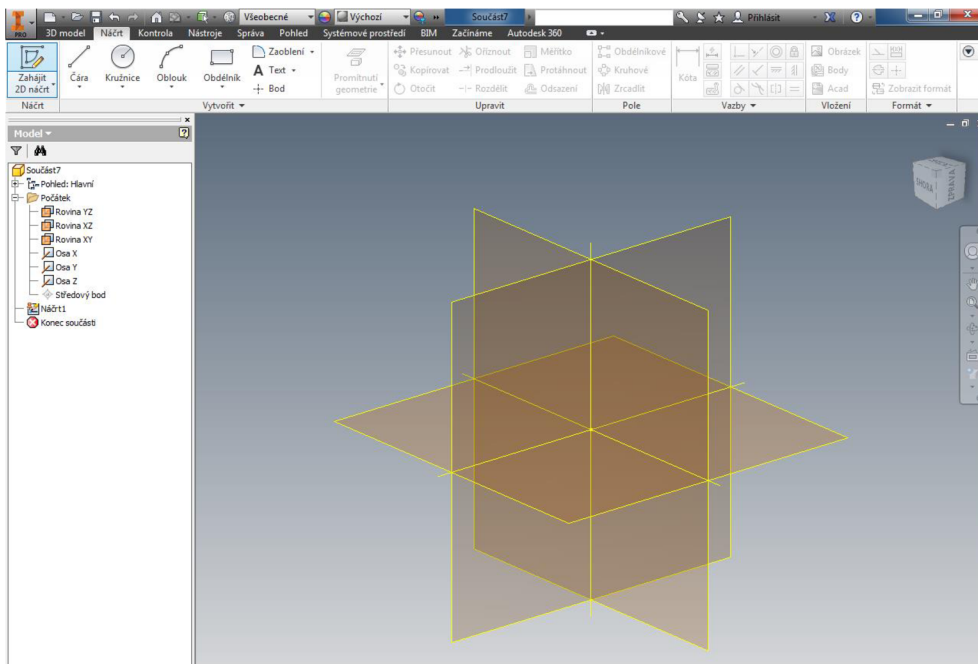 Všeobecné Výchozí Součást7 Přihlásit
PRO 3D model Náčrt Kontrola Nástroje Správa Pohled Systémové prostředí BIM Začínáme Autodesk 360
Zahájit 2D náčrt Čára Kružnice Oblouk Obdélník Zaoblení Text Bod
Promítnutí geometrie
Přesunout Oříznout Měřítko
Kopírovat Prodloužit Protáhnout
Otočit Rozdělit Odsazení
Obdélníkové
Kruhové
Zrcadlit
Kóta
Obrázek
Body
Acad
Zobrazit formát
Náčrt Vytvořit Upravit Pole Vazby Vložení Formát
Model
Součást7
Pohled: Hlavní
Počátek
Rovina YZ
Rovina XZ
Rovina XY
Osa X
Osa Y
Osa Z
Středový bod
Náčrt1
Konec součásti
ZPRAVA